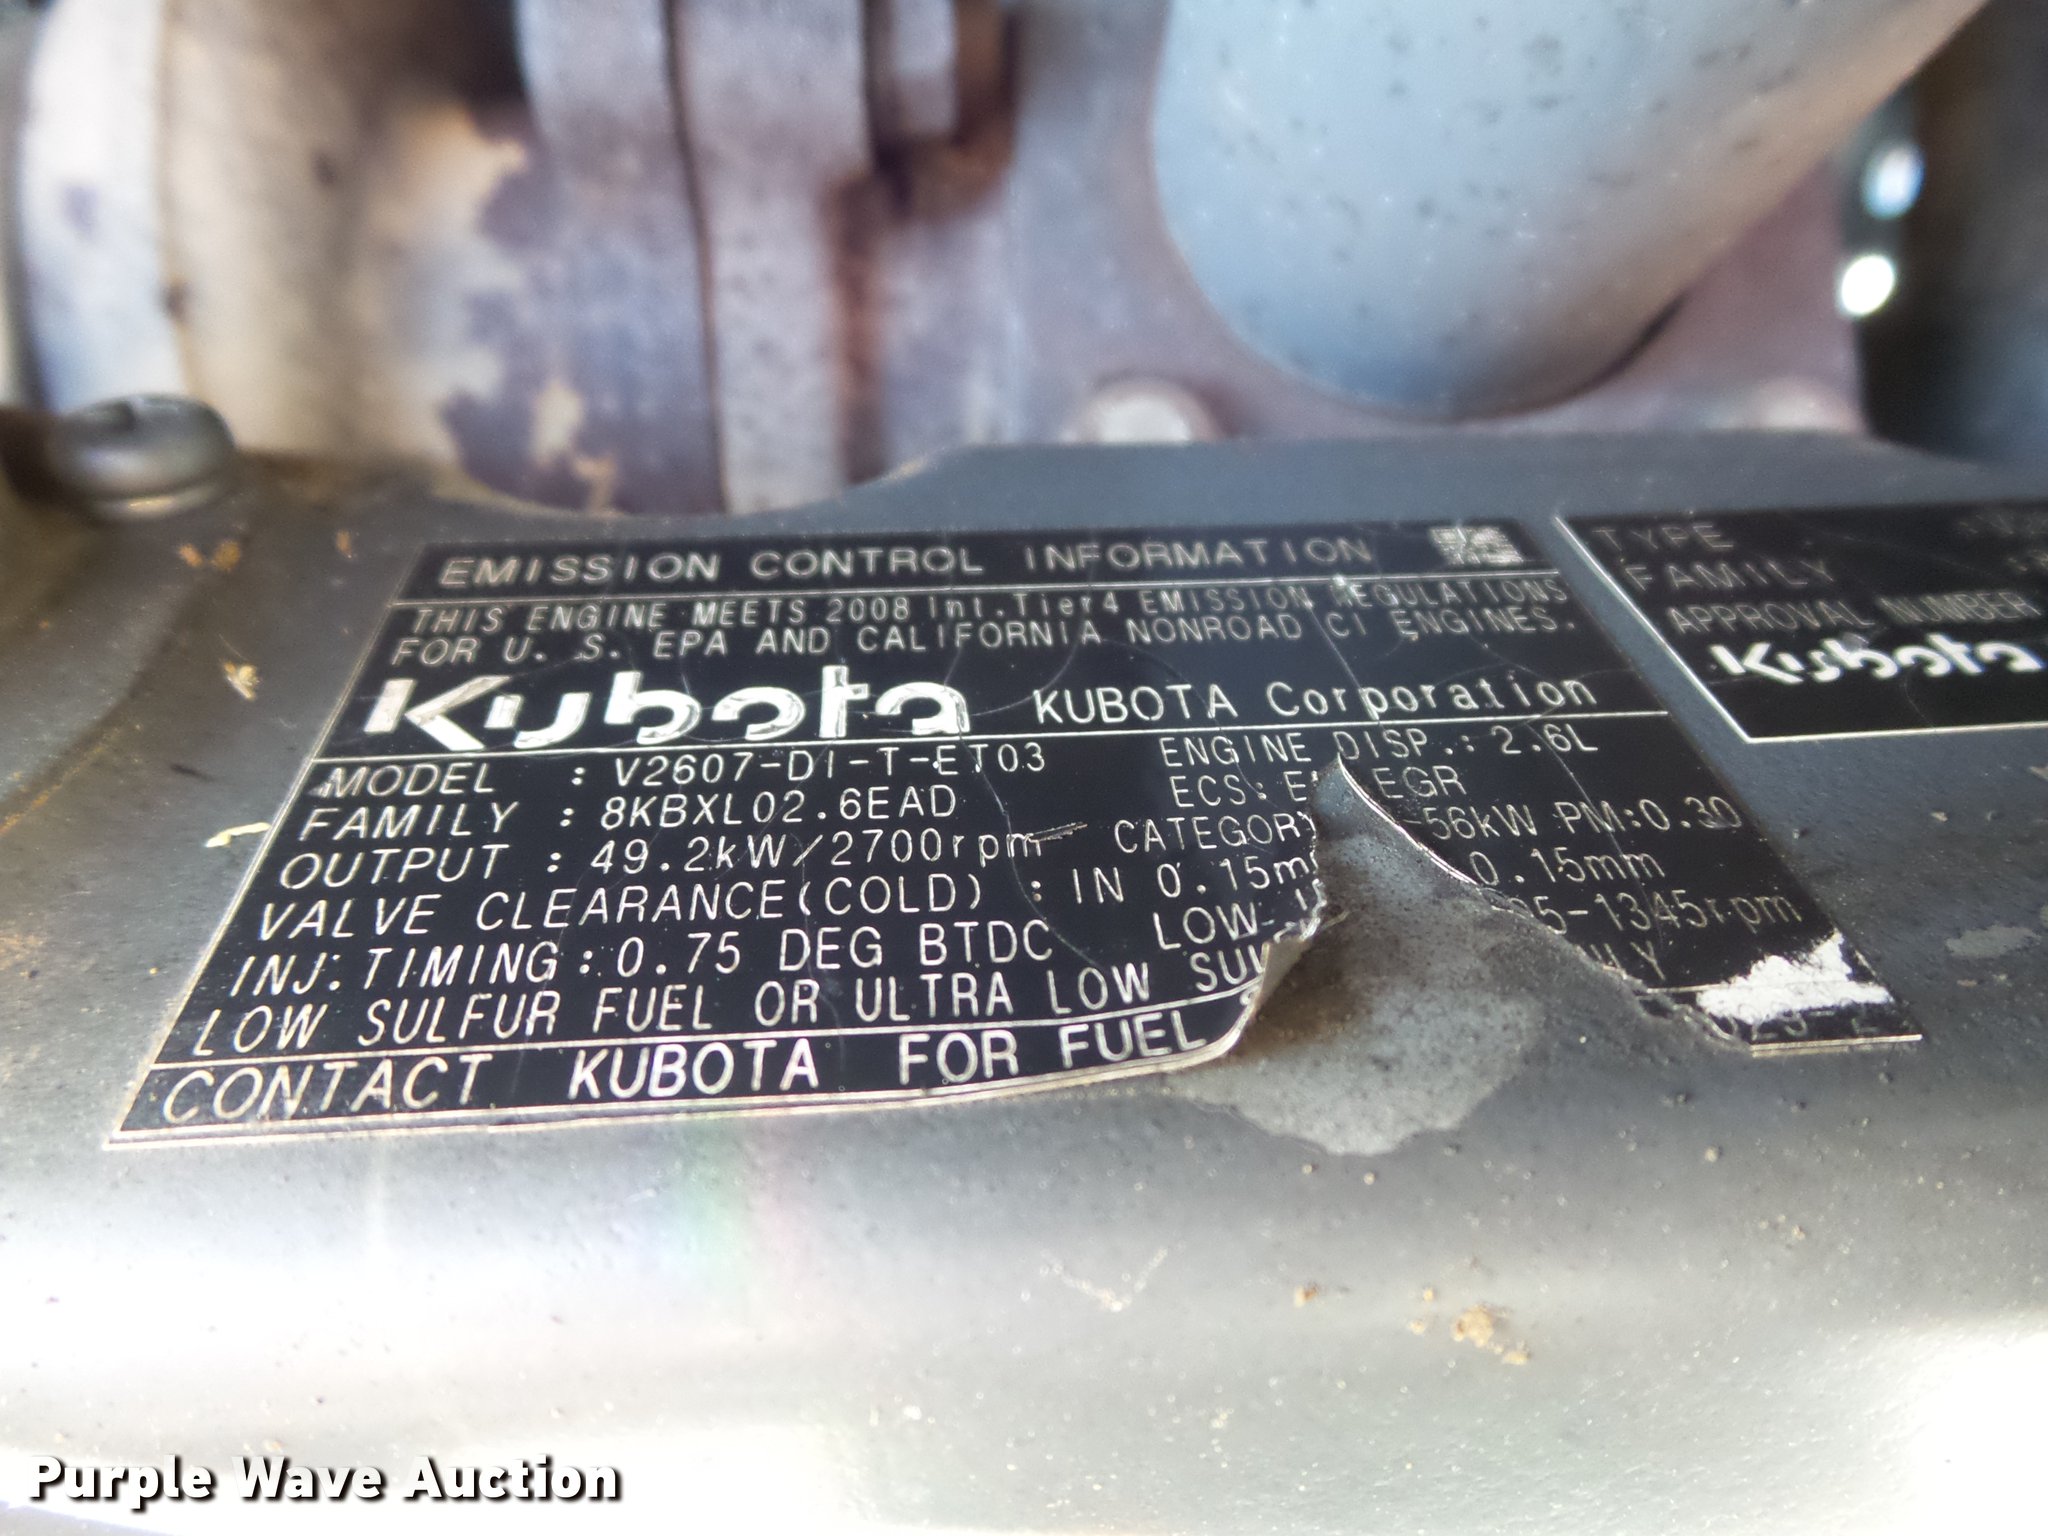 EMISSION CONTROL INFORMATION
THIS ENGINE MEETS 2008 Int.Tier4 EMISSION REGULATIONS
FOR U. S. EPA AND CALIFORNIA NONROAD CI ENGINES.
Kubota KUBOTA Corporation
MODEL : V2607-DI-T-ET03 ENGINE DISP.: 2.6L
FAMILY : 8KBXL02.6EAD ECS: EGR
OUTPUT : 49.2kW/2700rpm CATEGORY 56kW PM:0.30
VALVE CLEARANCE(COLD) : IN 0.15mm 0.15mm
INJ.TIMING:0.75 DEG BTDC LOW- -1345rpm
LOW SULFUR FUEL OR ULTRA LOW
CONTACT KUBOTA FOR FUEL
TYPE
FAMILY
APPROVAL NUMBER
Kubota
Purple Wave Auction